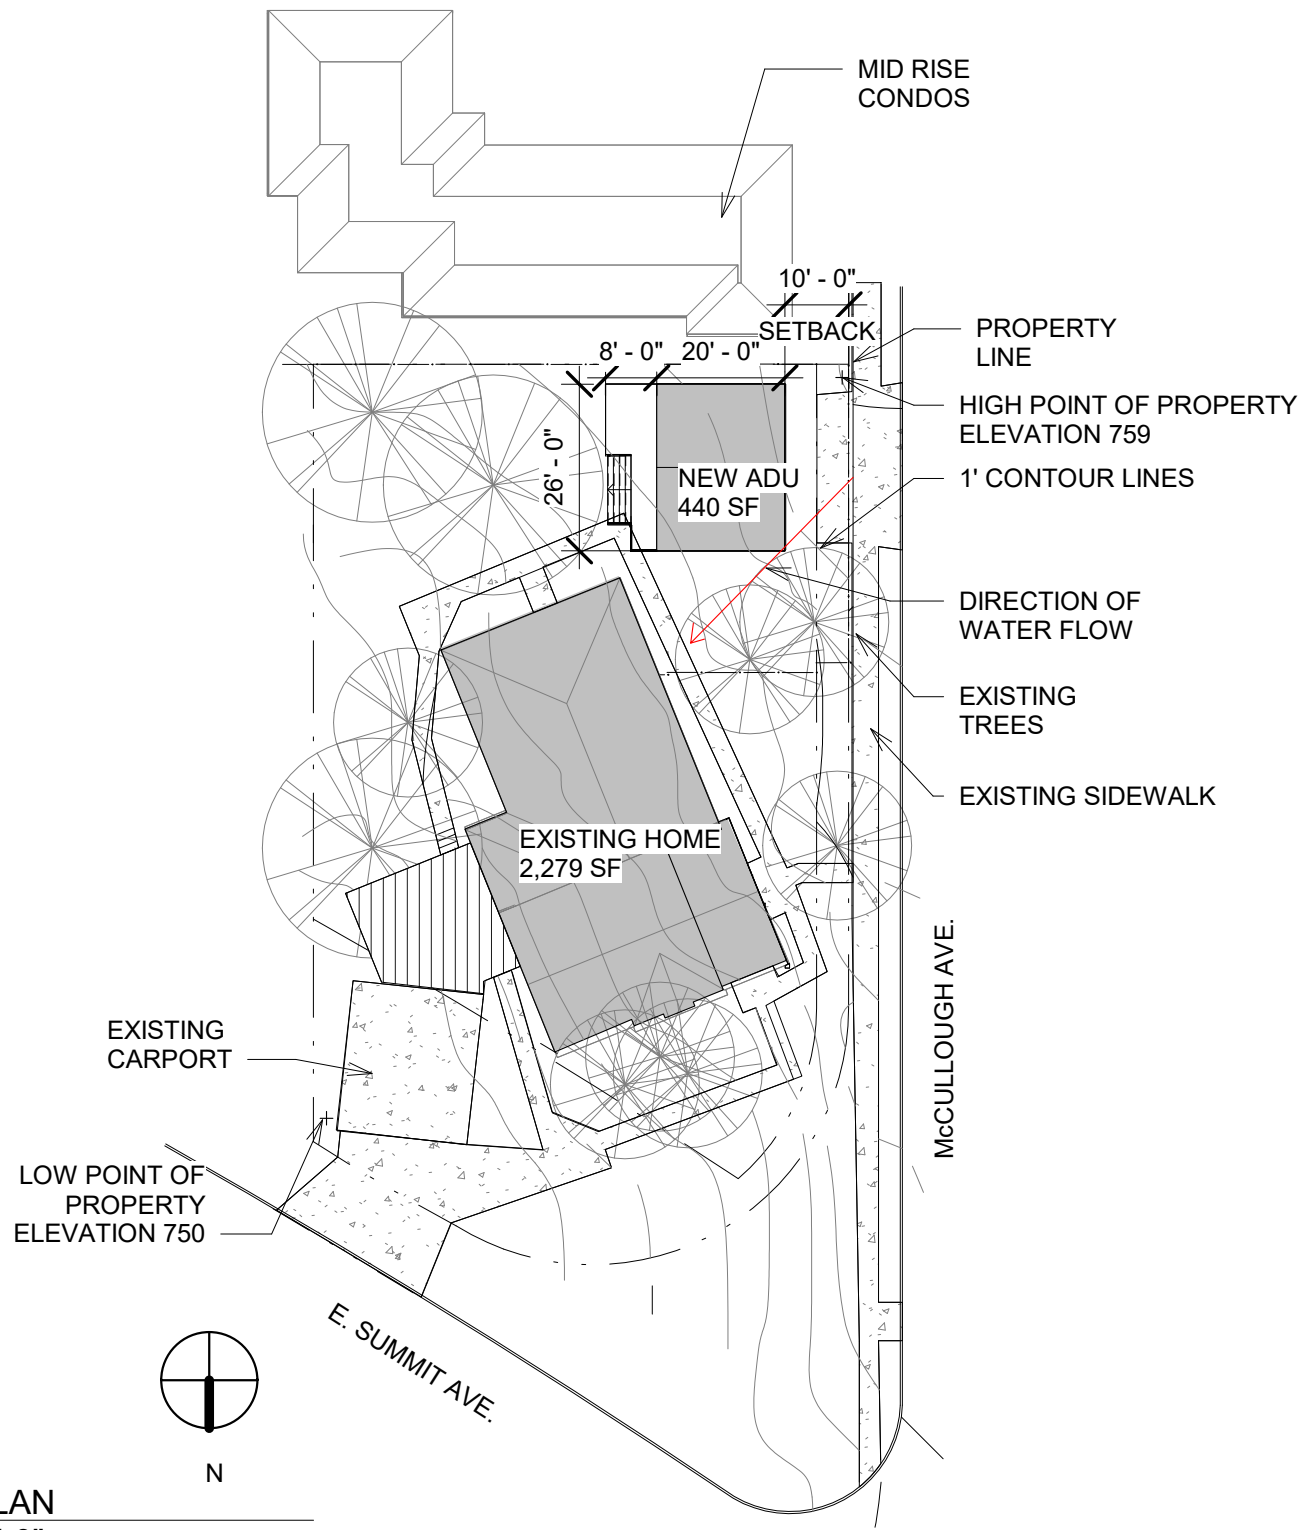 MID RISE
CONDOS
10' - 0"
SETBACK
PROPERTY
LINE
8' - 0"
20' - 0"
HIGH POINT OF PROPERTY
ELEVATION 759
26' - 0"
NEW ADU
440 SF
1' CONTOUR LINES
DIRECTION OF
WATER FLOW
EXISTING
TREES
EXISTING SIDEWALK
EXISTING HOME
2,279 SF
McCULLOUGH AVE.
EXISTING
CARPORT
LOW POINT OF
PROPERTY
ELEVATION 750
E. SUMMIT AVE.
N
LAN